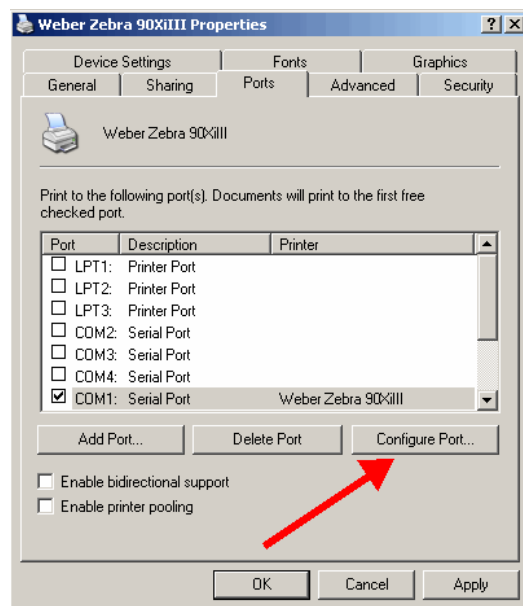 Weber Zebra 90XiIII Properties ? X
Device Settings Fonts Graphics
General Sharing Ports Advanced Security
Weber Zebra 90XiIII
Print to the following port(s). Documents will print to the first free
checked port.
Port Description Printer
LPT1: Printer Port
LPT2: Printer Port
LPT3: Printer Port
COM2: Serial Port
COM3: Serial Port
COM4: Serial Port
COM1: Serial Port Weber Zebra 90XiIII
Add Port... Delete Port Configure Port...
Enable bidirectional support
Enable printer pooling
OK Cancel Apply